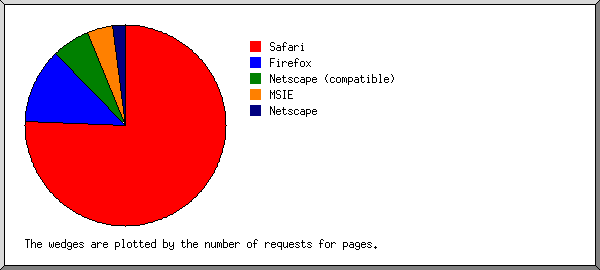 Safari
Firefox
Netscape (compatible)
MSIE
Netscape
The wedges are plotted by the number of requests for pages.